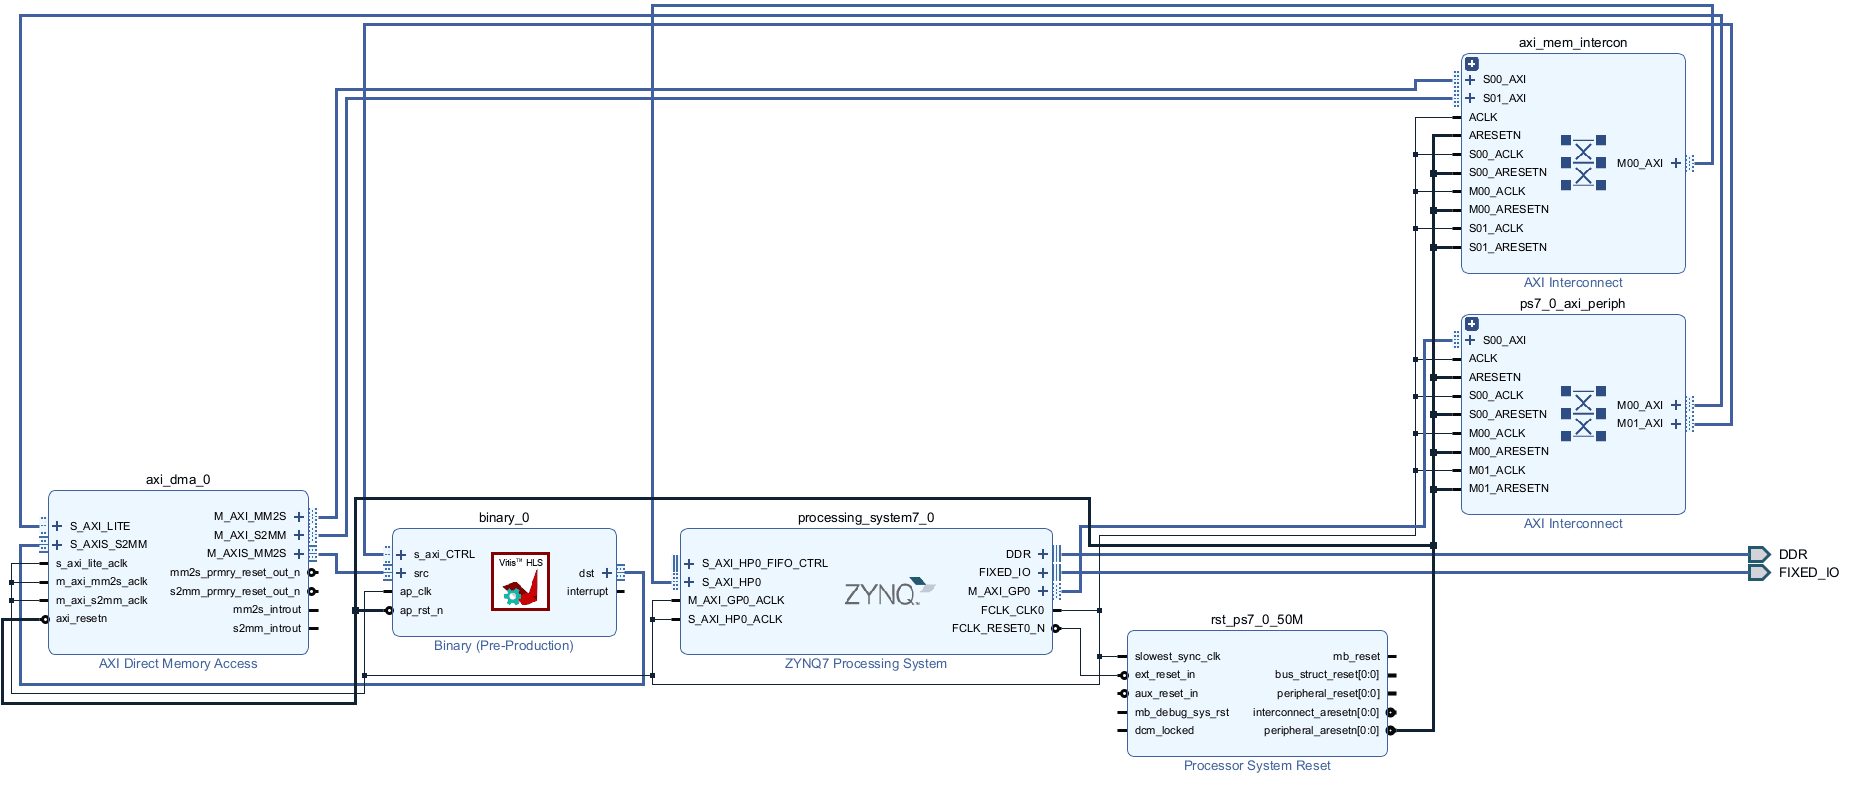 axi_mem_intercon
S00_AXI
S01_AXI
ACLK
ARESETN
S00_ACLK
S00_ARESETN
M00_ACLK
M00_ARESETN
S01_ACLK
S01_ARESETN
M00_AXI
AXI Interconnect
ps7_0_axi_periph
S00_AXI
ACLK
ARESETN
S00_ACLK
S00_ARESETN
M00_ACLK
M00_ARESETN
M01_ACLK
M01_ARESETN
M00_AXI
M01_AXI
AXI Interconnect
axi_dma_0
S_AXI_LITE
S_AXIS_S2MM
s_axi_lite_aclk
m_axi_mm2s_aclk
m_axi_s2mm_aclk
axi_resetn
M_AXI_MM2S
M_AXI_S2MM
M_AXIS_MM2S
mm2s_prmry_reset_out_n
s2mm_prmry_reset_out_n
mm2s_introut
s2mm_introut
AXI Direct Memory Access
binary_0
s_axi_CTRL
src
ap_clk
ap_rst_n
Vitis™ HLS
dst
interrupt
Binary (Pre-Production)
processing_system7_0
S_AXI_HP0_FIFO_CTRL
S_AXI_HP0
M_AXI_GP0_ACLK
S_AXI_HP0_ACLK
ZYNQ
DDR
FIXED_IO
M_AXI_GP0
FCLK_CLK0
FCLK_RESET0_N
ZYNQ7 Processing System
DDR
FIXED_IO
rst_ps7_0_50M
slowest_sync_clk
ext_reset_in
aux_reset_in
mb_debug_sys_rst
dcm_locked
mb_reset
bus_struct_reset[0:0]
peripheral_reset[0:0]
interconnect_aresetn[0:0]
peripheral_aresetn[0:0]
Processor System Reset